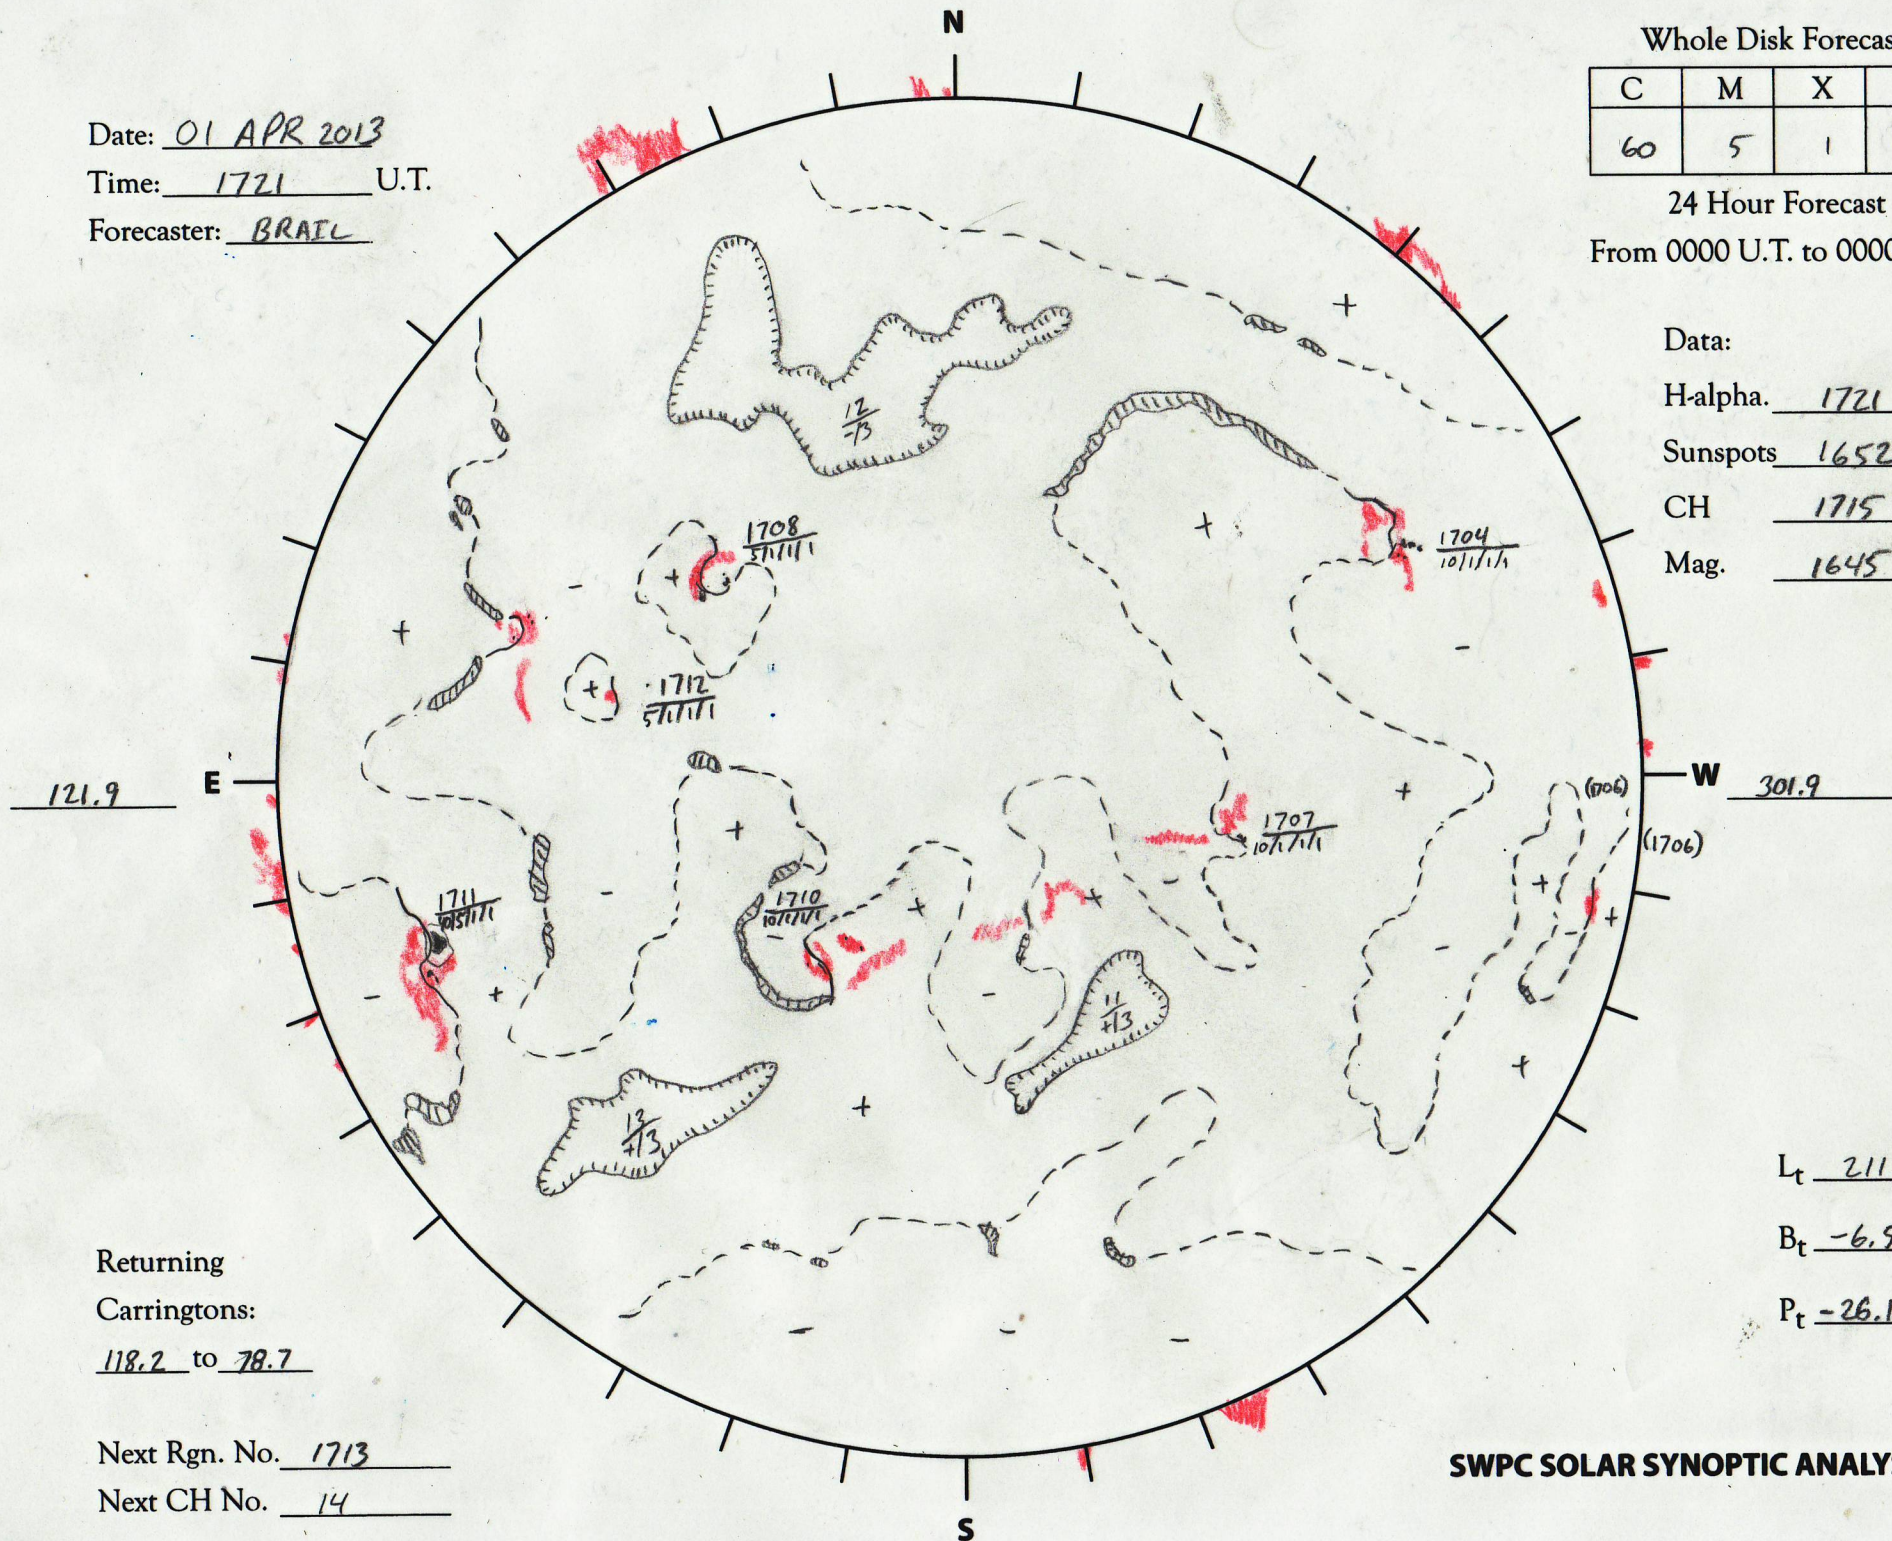 N
Whole Disk Forecas
C M X
60 5 1
24 Hour Forecast
From 0000 U.T. to 0000
Date: 01 APR 2013
Time: 1721 U.T.
Forecaster: BRAIL
Data:
H-alpha. 1721
Sunspots 1652
CH 1715
Mag. 1645
12
-/3
1708
5/1/1/1
1704
10/1/1/1
1712
5/1/1/1
E
121.9
W
301.9
(1706)
(1706)
1707
10/1/1/1
1711
10/5/1/1
1710
10/1/1/1
11
+/3
13
+/3
Lt 211
Bt -6.5
Pt -26.1
Returning
Carringtons:
118.2 to 78.7
Next Rgn. No. 1713
Next CH No. 14
SWPC SOLAR SYNOPTIC ANALYS
S